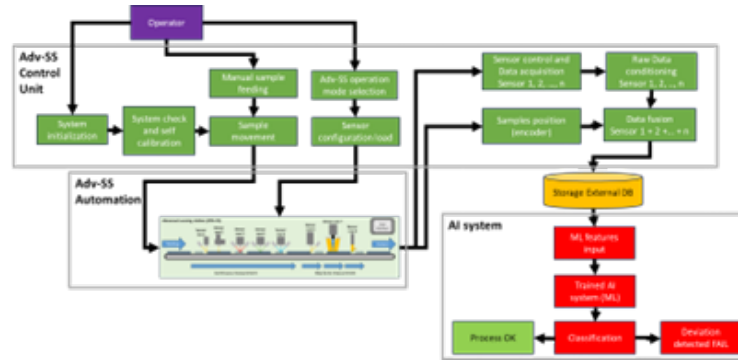 Operator
Adv-SS
Control
Unit
Manual sample
feeding
Adv-SS operation
mode selection
Sensor control and
Data acquisition
Sensor 1, 2, ..., n
Raw Data
conditioning
Sensor 1, 2, .., n
System
initialization
System check
and self
calibration
Sample
movement
Sensor
configuration load
Samples position
(encoder)
Data fusion
Sensor 1 + 2 +...+ n
Adv-SS
Automation
Storage External DB
AI system
ML features
input
Trained AI
system (ML)
Process OK
Classification
Deviation
detected FAIL